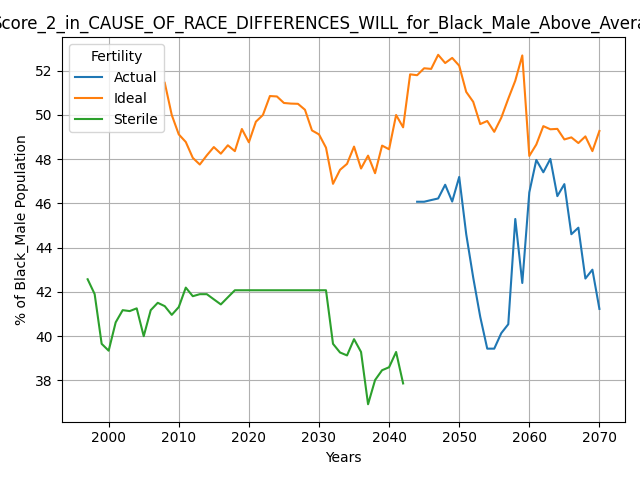 Score_2_in_CAUSE_OF_RACE_DIFFERENCES_WILL_for_Black_Male_Above_Avera
Fertility
Actual
Ideal
Sterile
% of Black_Male Population
52
50
48
46
44
42
40
38
2000 2010 2020 2030 2040 2050 2060 2070
Years